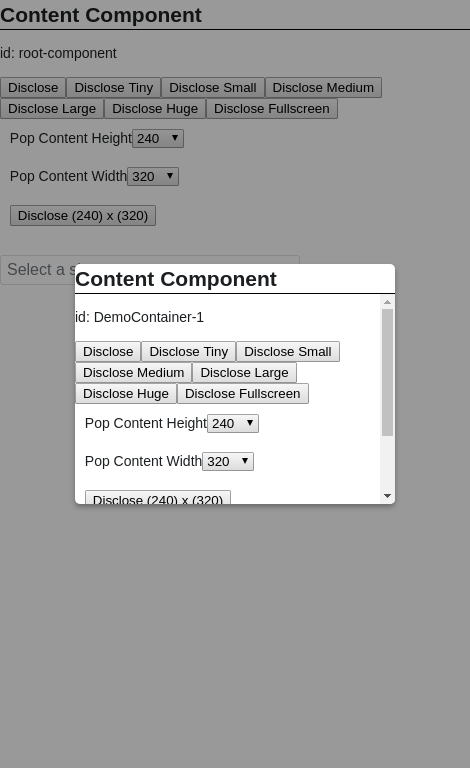 Content Component
id: root-component
Disclose Disclose Tiny Disclose Small Disclose Medium
Disclose Large Disclose Huge Disclose Fullscreen
Pop Content Height 240
Pop Content Width 320
Disclose (240) x (320)
Select a s
Content Component
id: DemoContainer-1
Disclose Disclose Tiny Disclose Small
Disclose Medium Disclose Large
Disclose Huge Disclose Fullscreen
Pop Content Height 240
Pop Content Width 320
Disclose (240) x (320)